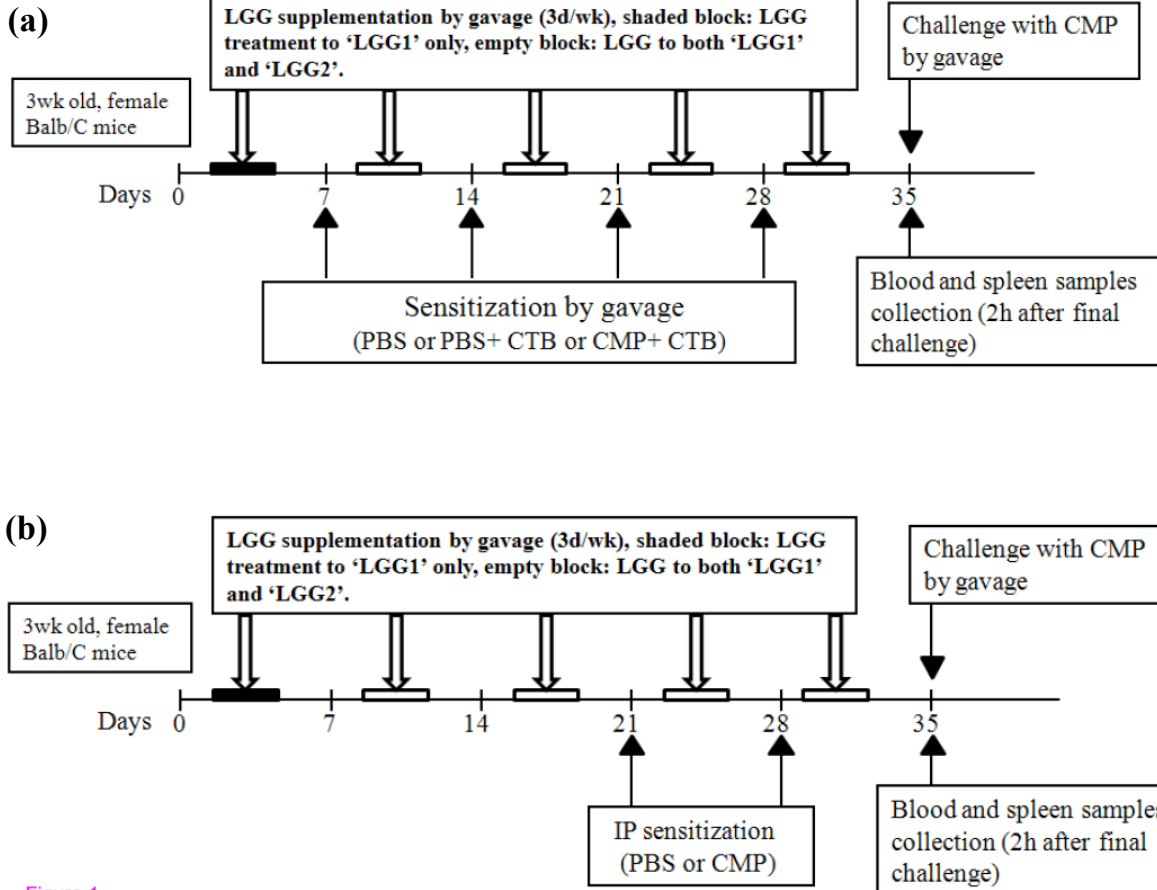 (a)
LGG supplementation by gavage (3d/wk), shaded block: LGG
treatment to ‘LGG1’ only, empty block: LGG to both ‘LGG1’
and ‘LGG2’.
Challenge with CMP
by gavage
3wk old, female
Balb/C mice
Days 0 7 14 21 28 35
Sensitization by gavage
(PBS or PBS+ CTB or CMP+ CTB)
Blood and spleen samples
collection (2h after final
challenge)
(b)
LGG supplementation by gavage (3d/wk), shaded block: LGG
treatment to ‘LGG1’ only, empty block: LGG to both ‘LGG1’
and ‘LGG2’.
Challenge with CMP
by gavage
3wk old, female
Balb/C mice
Days 0 7 14 21 28 35
IP sensitization
(PBS or CMP)
Blood and spleen samples
collection (2h after final
challenge)
Figure 1